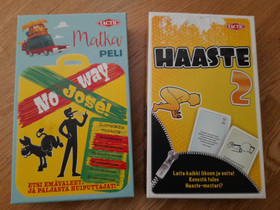 TACTIC
Matka
PELI
No way
José!
ETSI EMÄVALEET
JA PALJASTA HUIPUTTAJAT!
TACTIC
HAASTE
2
Laita kaikki likoon ja voita!
Kenestä tulee
Haaste-mestari?